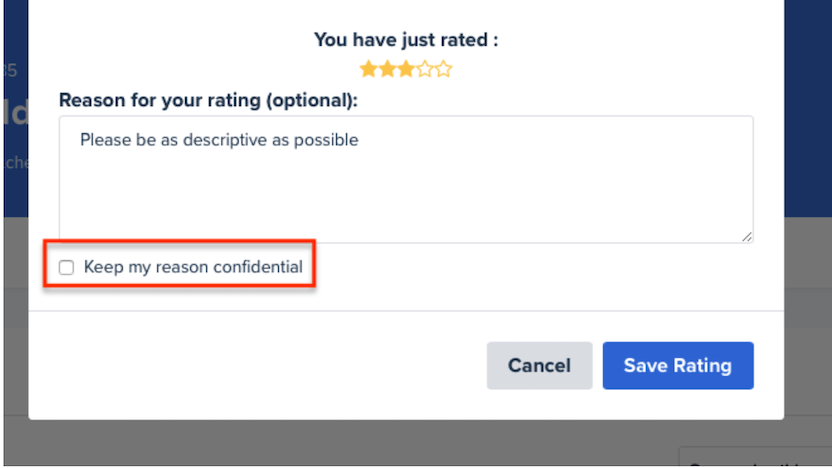 You have just rated :
35
Reason for your rating (optional):
Please be as descriptive as possible
Keep my reason confidential
Cancel
Save Rating